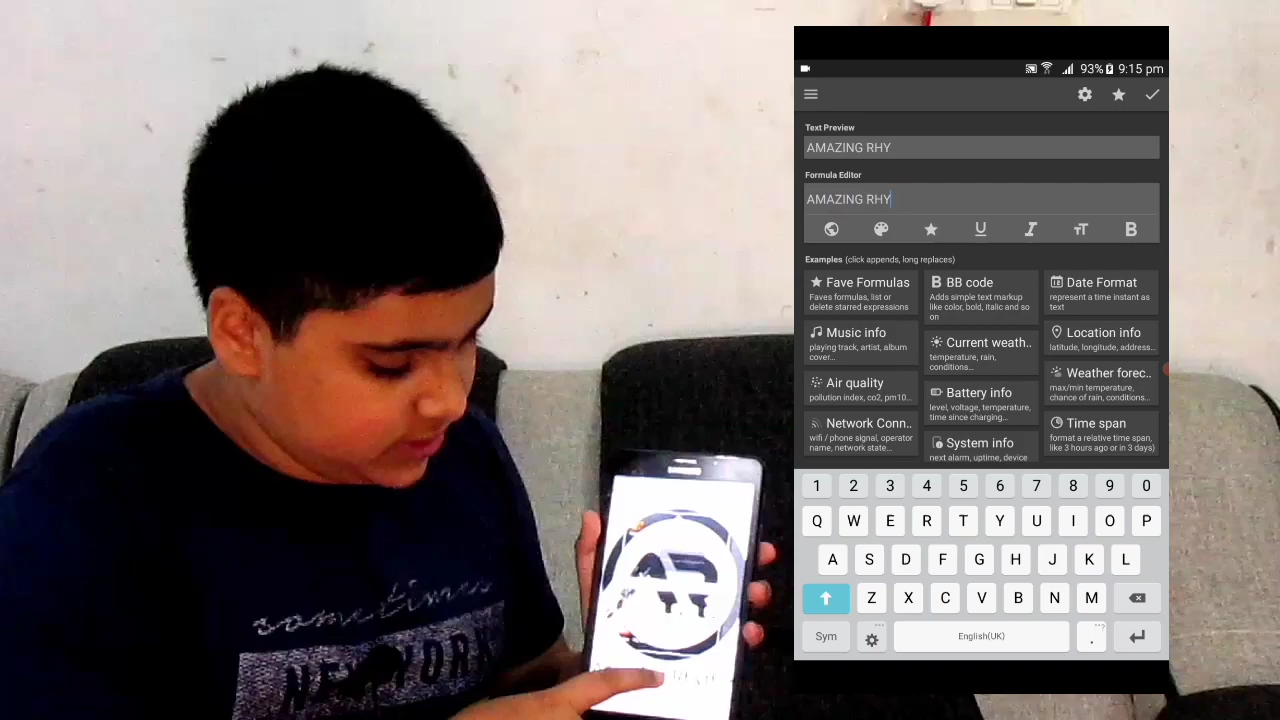 93% 9:15 pm
Text Preview
AMAZING RHY
Formula Editor
AMAZING RHY
U I TT B
Examples (click appends, long replaces)
Fave Formulas
Faves formulas, list or
delete starred expressions
B BB code
Adds simple text markup
like color, bold, italic and so
on
Date Format
represent a time instant as
text
Music info
playing track, artist, album
cover...
Current weath..
temperature, rain,
conditions...
Location info
latitude, longitude, address...
Air quality
pollution index, co2, pm10...
Battery info
level, voltage, temperature,
time since charging...
Weather forec..
max/min temperature,
chance of rain, conditions...
Network Conn..
wifi / phone signal, operator
name, network state...
System info
next alarm, uptime, device
Time span
format a relative time span,
like 3 hours ago or in 3 days)
1 2 3 4 5 6 7 8 9 0
Q W E R T Y U I O P
A S D F G H J K L
Z X C V B N M
Sym English(UK) .
sometimes
NEW YORK
AR